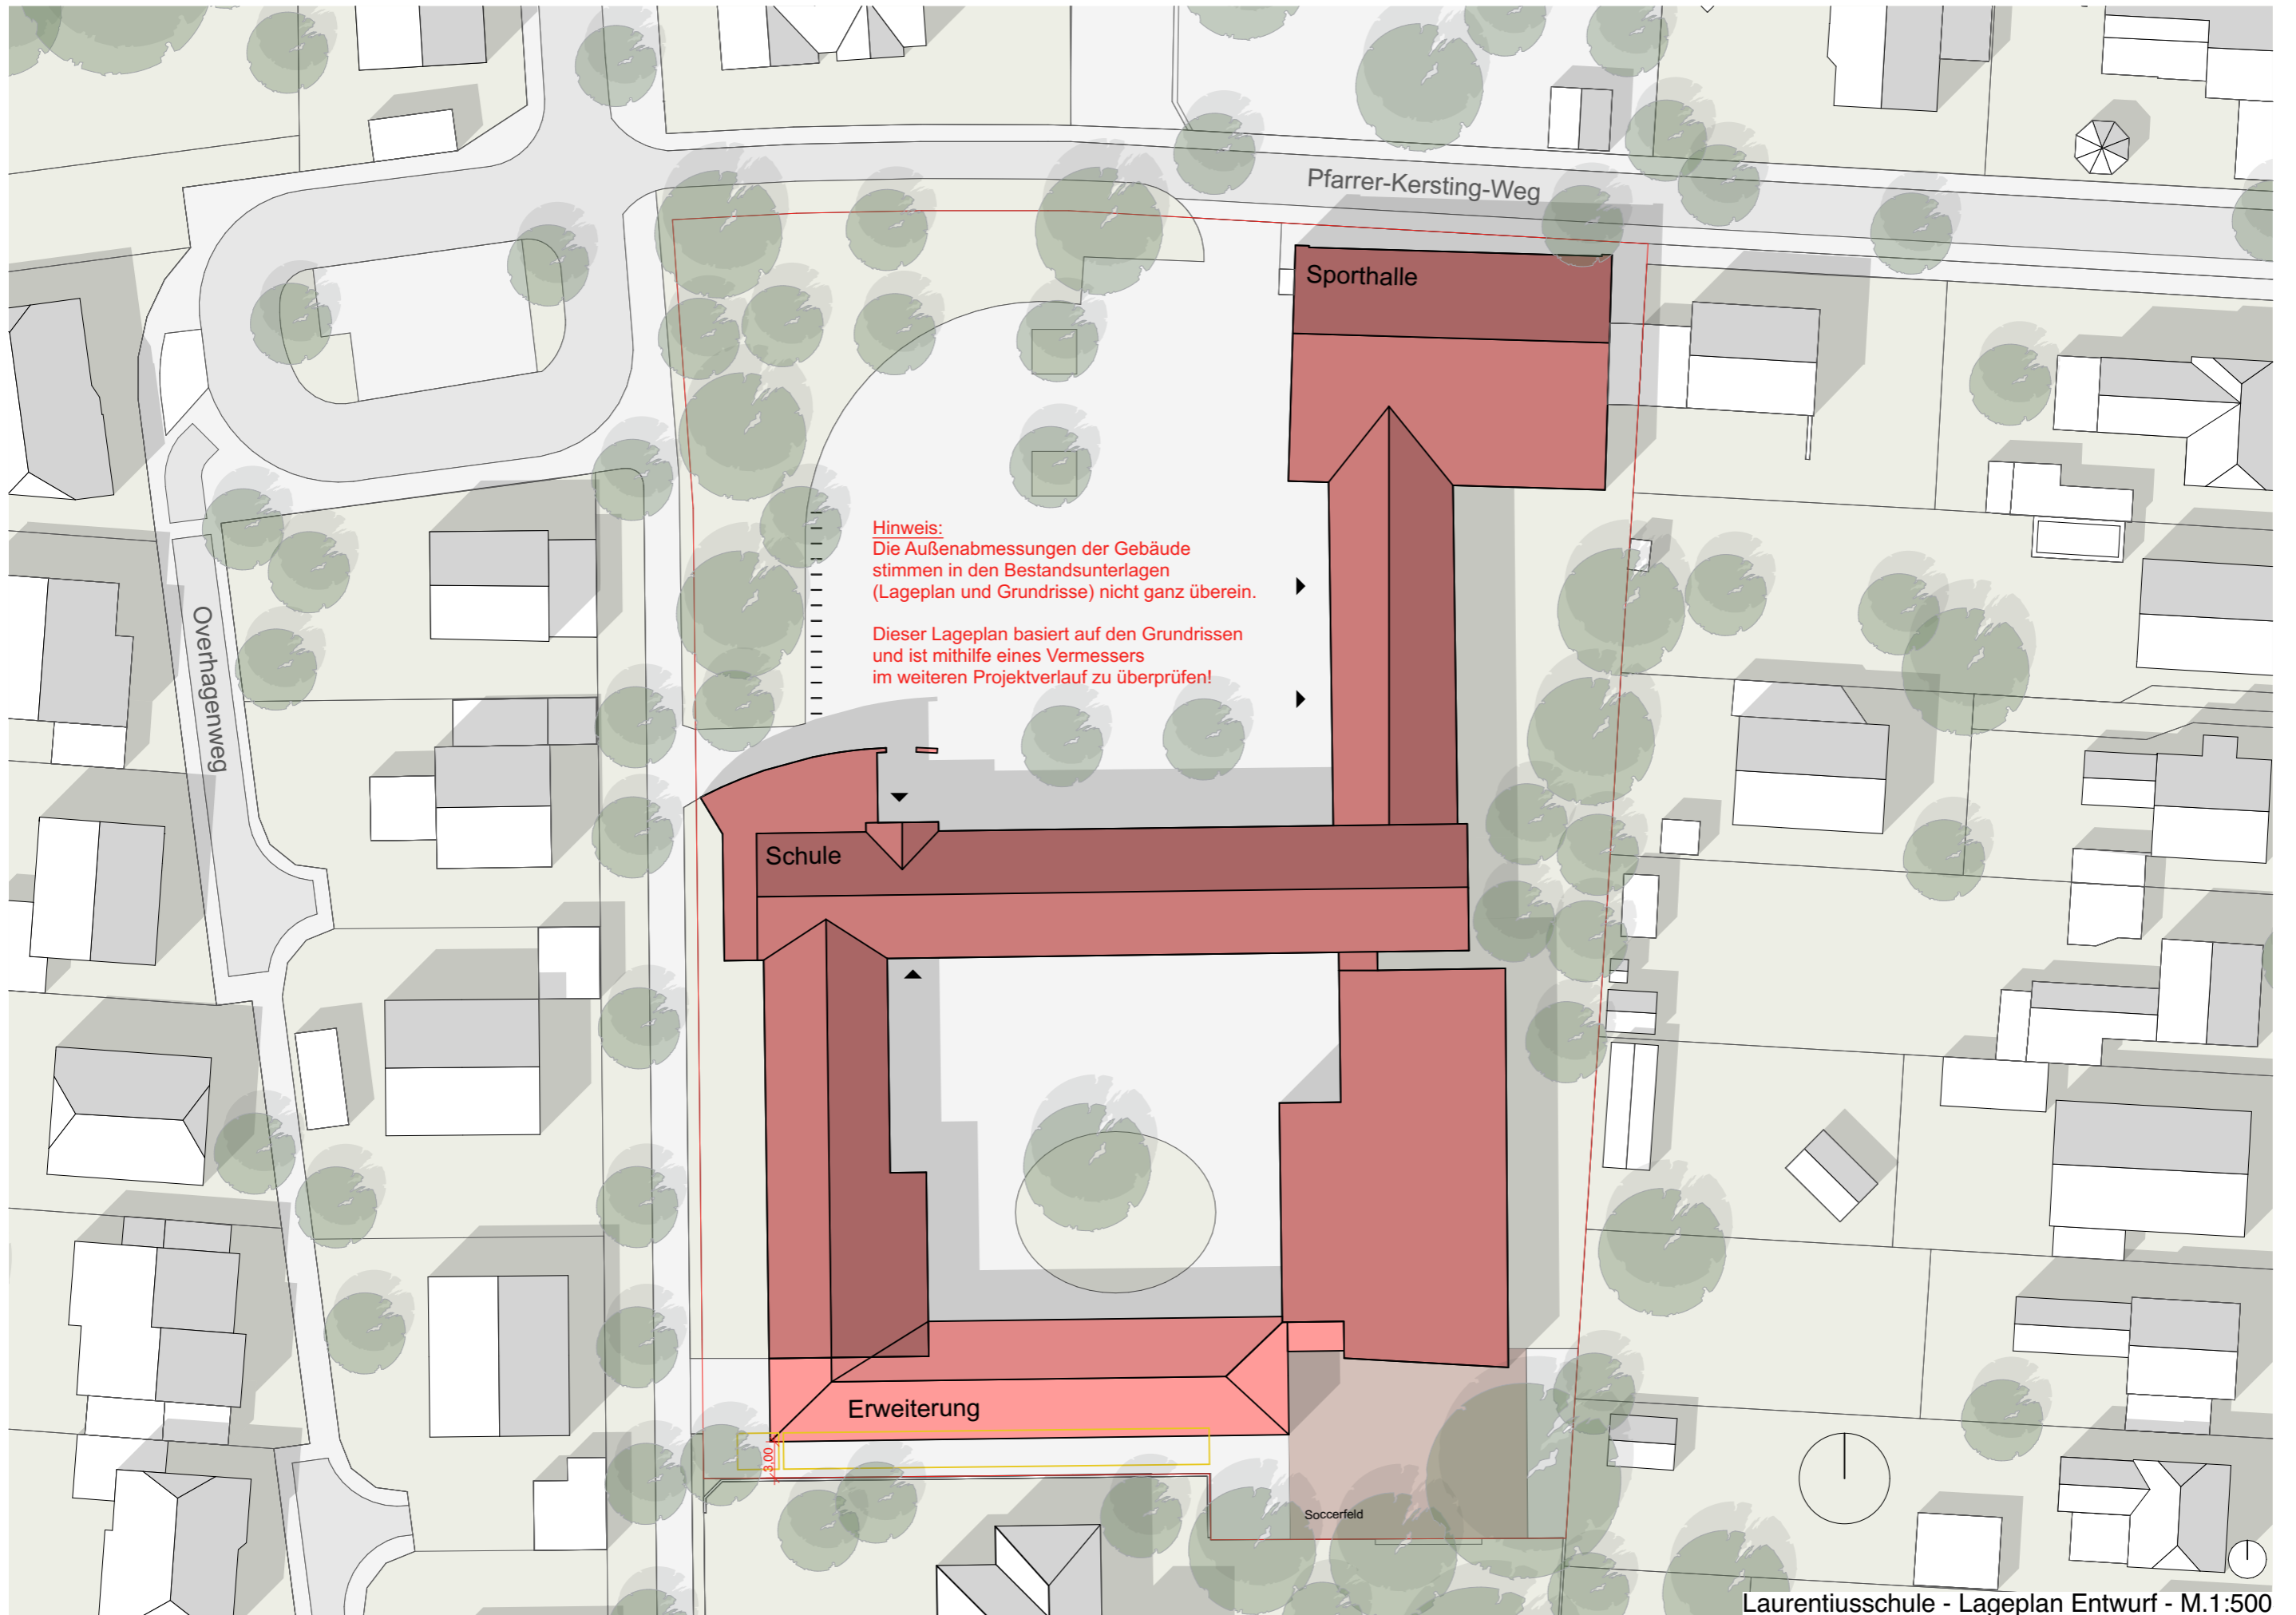 Pfarrer-Kersting-Weg
Sporthalle
Hinweis:
Die Außenabmessungen der Gebäude
stimmen in den Bestandsunterlagen
(Lageplan und Grundrisse) nicht ganz überein.
Dieser Lageplan basiert auf den Grundrissen
und ist mithilfe eines Vermessers
im weiteren Projektverlauf zu überprüfen!
Overhagenweg
Schule
Erweiterung
3,00
Soccerfeld
Laurentiusschule - Lageplan Entwurf - M.1:500